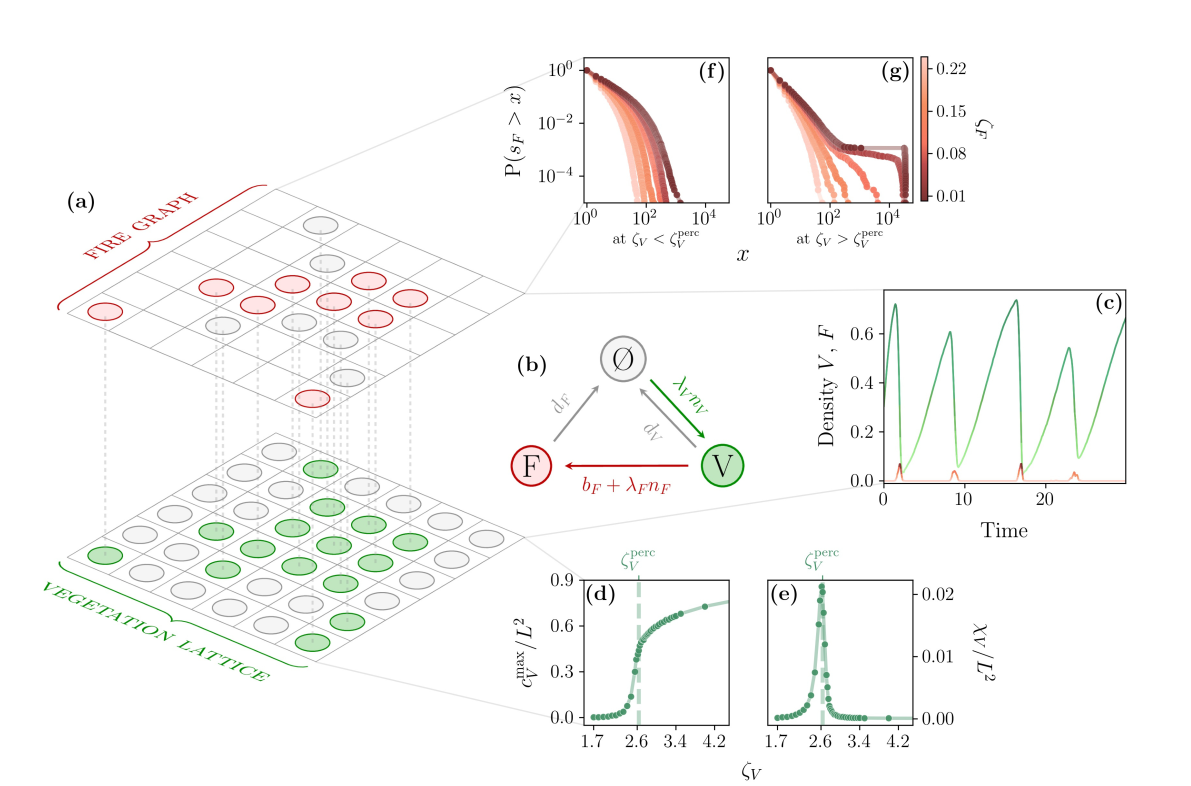 (a)
FIRE GRAPH
VEGETATION LATTICE
(f)
P(s_F > x)
10^0
10^−2
10^−4
10^0 10^2 10^4
at ζ_V < ζ_V^perc
(g)
10^0 10^2 10^4
at ζ_V > ζ_V^perc
x
0.22
0.15
0.08
0.01
ζ_F
(b)
Ø
F
V
d_F
d_V
λ_V n_V
b_F + λ_F n_F
(c)
Density V, F
0.6
0.4
0.2
0.0
0 10 20
Time
ζ_V^perc
(d)
c_V^max/L^2
0.9
0.6
0.3
0.0
1.7 2.6 3.4 4.2
ζ_V^perc
(e)
0.02
0.01
0.00
χ_V/L^2
1.7 2.6 3.4 4.2
ζ_V